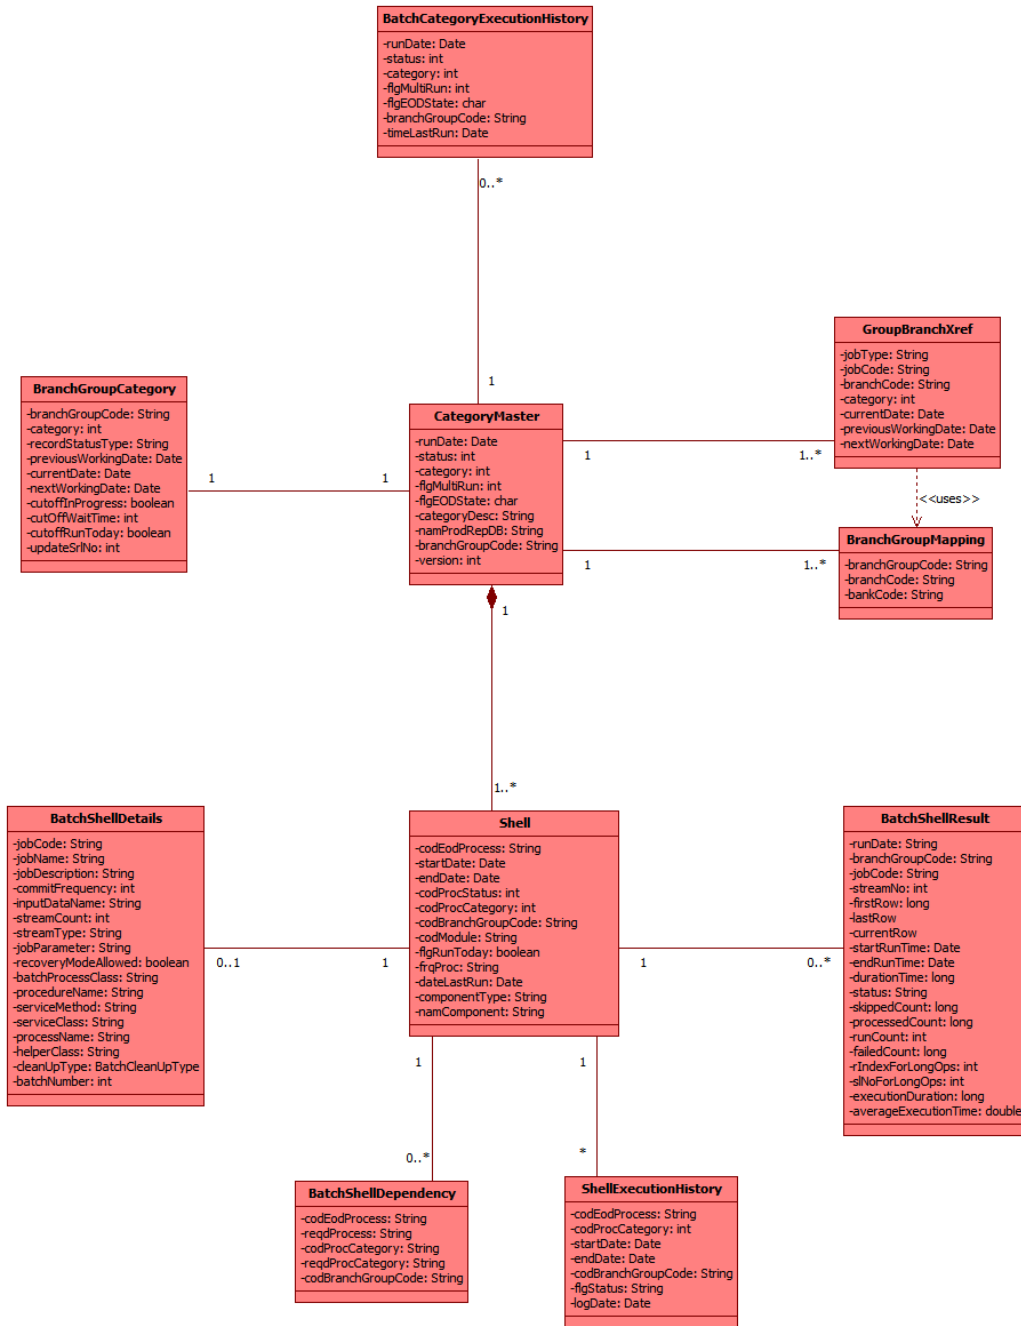 BatchCategoryExecutionHistory
-runDate: Date
-status: int
-category: int
-flgMultiRun: int
-flgEODState: char
-branchGroupCode: String
-timeLastRun: Date
0..*
1
GroupBranchXref
-jobType: String
-jobCode: String
-branchCode: String
-category: int
-currentDate: Date
-previousWorkingDate: Date
-nextWorkingDate: Date
BranchGroupCategory
-branchGroupCode: String
-category: int
-recordStatusType: String
-previousWorkingDate: Date
-currentDate: Date
-nextWorkingDate: Date
-cutoffInProgress: boolean
-cutOffWaitTime: int
-cutoffRunToday: boolean
-updateSrlNo: int
1
1
CategoryMaster
-runDate: Date
-status: int
-category: int
-flgMultiRun: int
-flgEODState: char
-categoryDesc: String
-namProdRepDB: String
-branchGroupCode: String
-version: int
1
1..*
<<uses>>
1
1..*
BranchGroupMapping
-branchGroupCode: String
-branchCode: String
-bankCode: String
1
1..*
BatchShellDetails
-jobCode: String
-jobName: String
-jobDescription: String
-commitFrequency: int
-inputDataName: String
-streamCount: int
-streamType: String
-jobParameter: String
-recoveryModeAllowed: boolean
-batchProcessClass: String
-procedureName: String
-serviceMethod: String
-serviceClass: String
-processName: String
-helperClass: String
-cleanUpType: BatchCleanUpType
-batchNumber: int
0..1
1
Shell
-codEodProcess: String
-startDate: Date
-endDate: Date
-codProcStatus: int
-codProcCategory: int
-codBranchGroupCode: String
-codModule: String
-flgRunToday: boolean
-frqProc: String
-dateLastRun: Date
-componentType: String
-namComponent: String
1
0..*
BatchShellResult
-runDate: String
-branchGroupCode: String
-jobCode: String
-streamNo: int
-firstRow: long
-lastRow
-currentRow
-startRunTime: Date
-endRunTime: Date
-durationTime: long
-status: String
-skippedCount: long
-processedCount: long
-runCount: int
-failedCount: long
-rIndexForLongOps: int
-slNoForLongOps: int
-executionDuration: long
-averageExecutionTime: double
1
0..*
1
*
BatchShellDependency
-codEodProcess: String
-reqdProcess: String
-codProcCategory: String
-reqdProcCategory: String
-codBranchGroupCode: String
ShellExecutionHistory
-codEodProcess: String
-codProcCategory: int
-startDate: Date
-endDate: Date
-codBranchGroupCode: String
-flgStatus: String
-logDate: Date